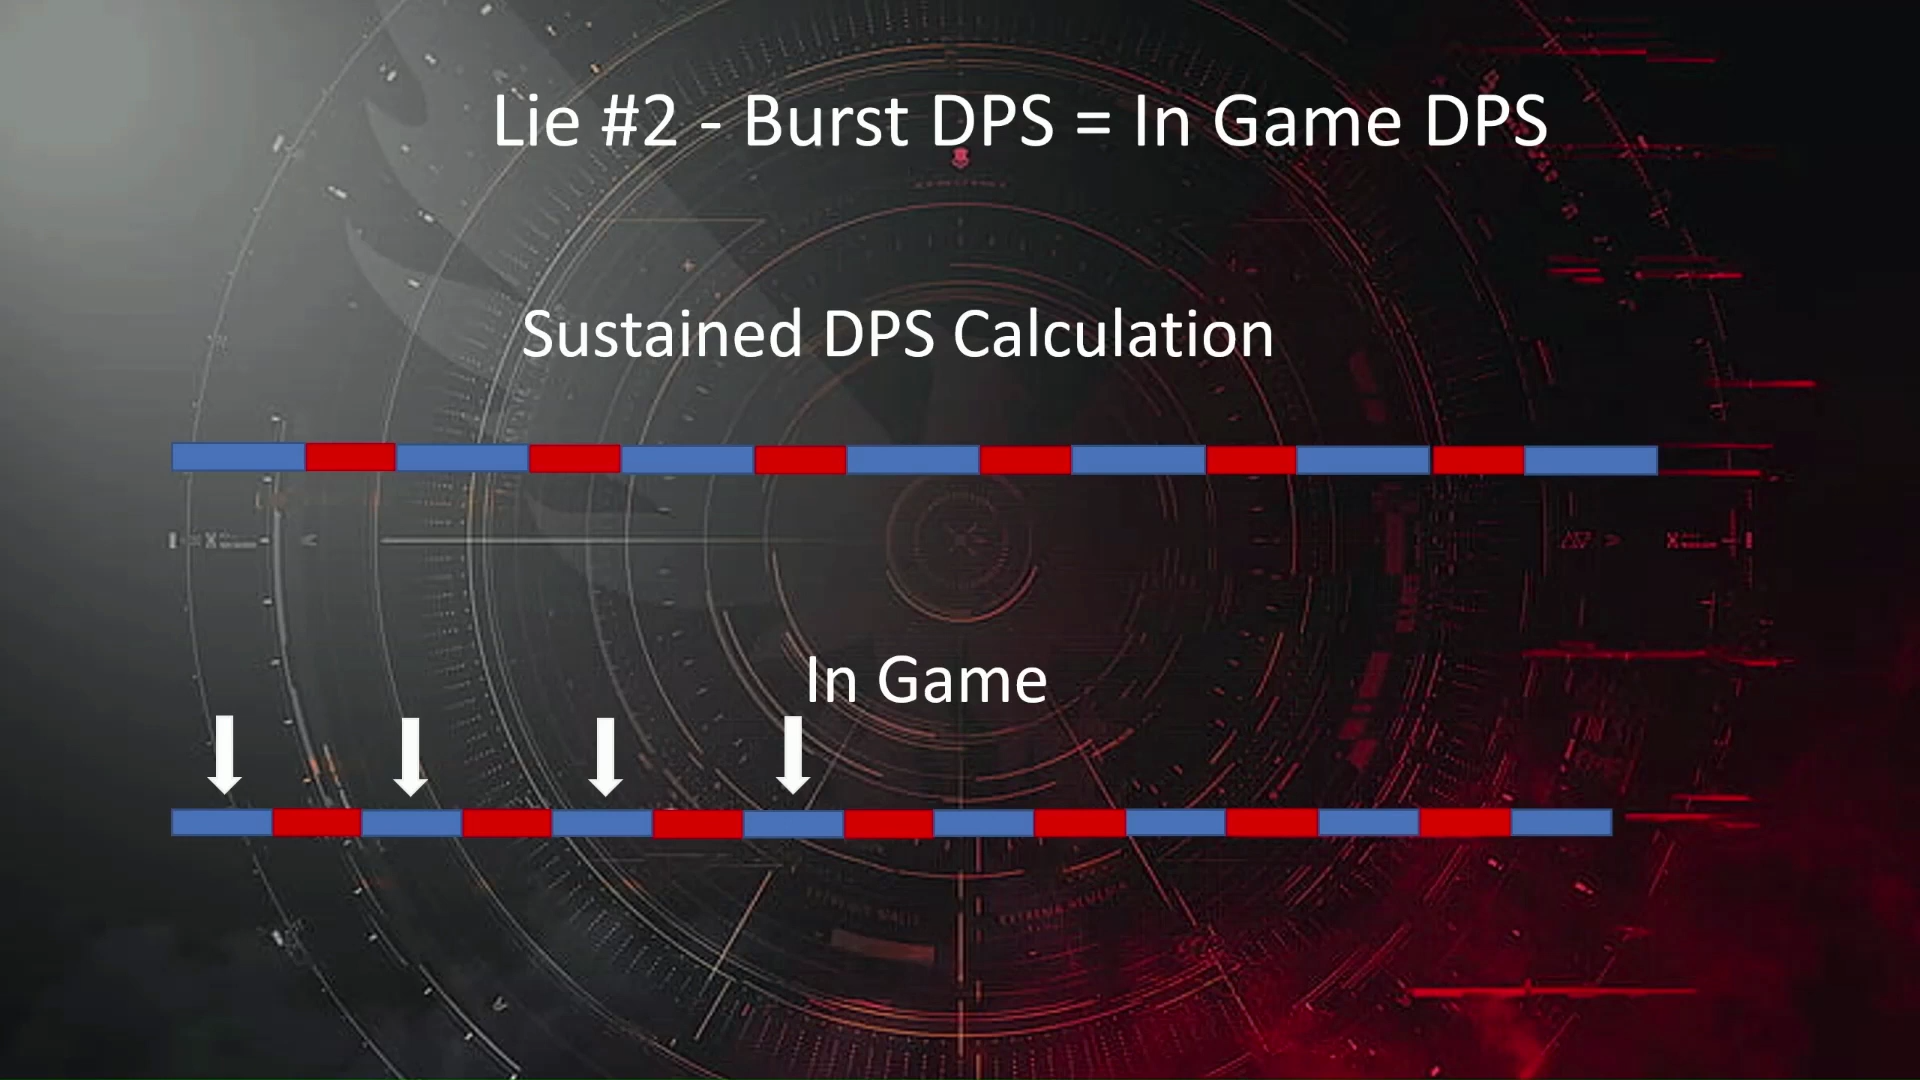 Lie #2 - Burst DPS = In Game DPS
Sustained DPS Calculation
In Game